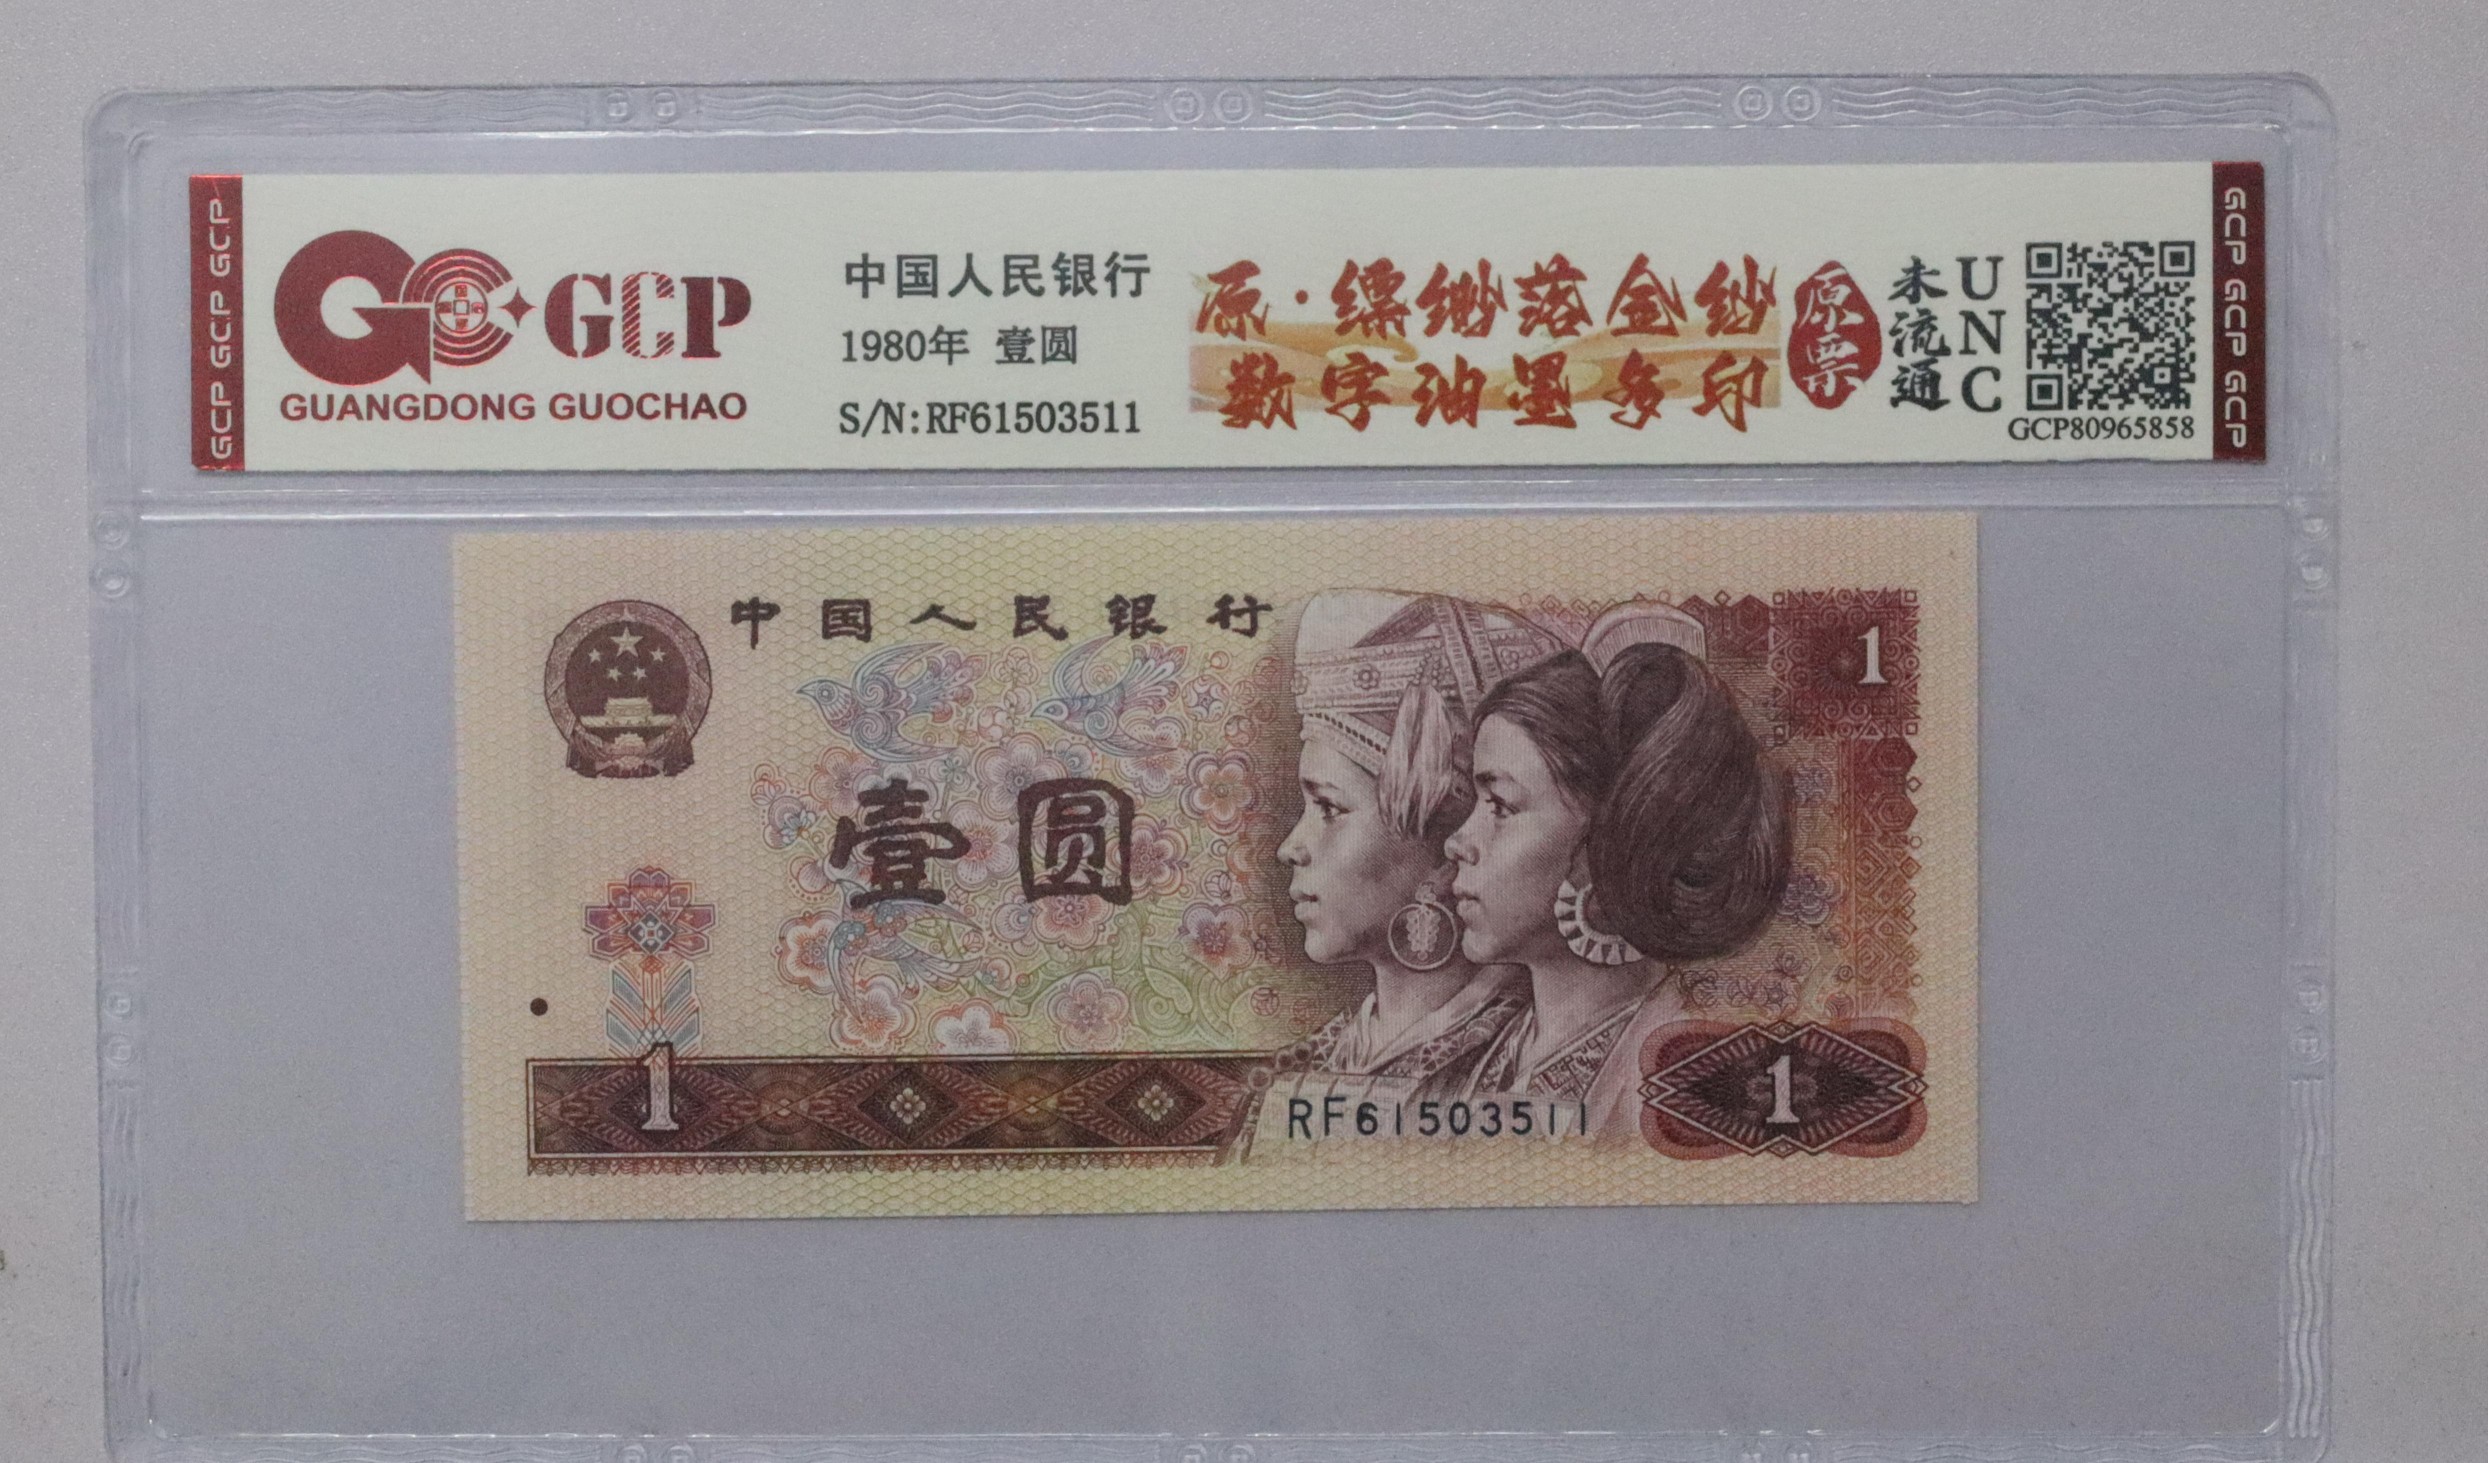 GCP GCP GCP
GCP
GUANGDONG GUOCHAO
中国人民银行
1980年 壹圆
S/N:RF61503511
原·缥缈落金纱
数字油墨多印
原票
未流通
UNC
GCP80965858
GCP GCP GCP
中国人民银行
1
壹圆
1
RF61503511
1